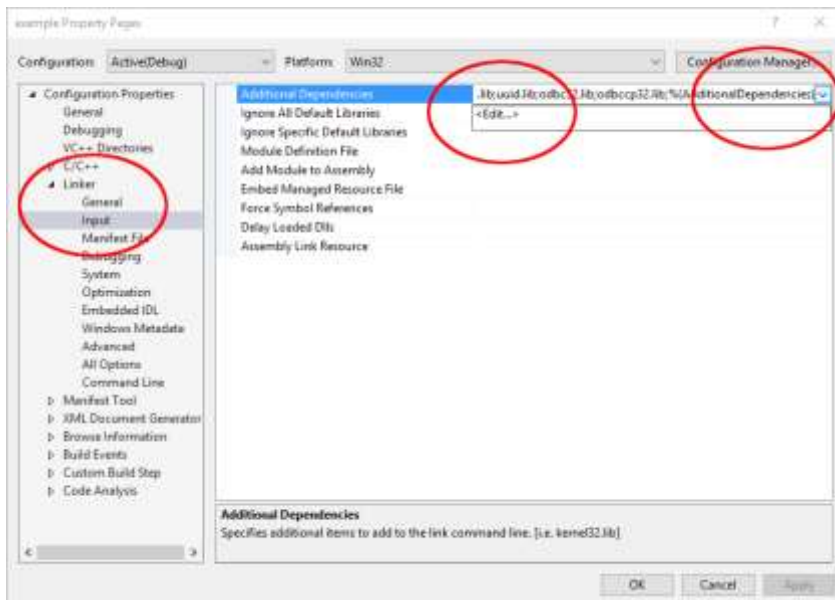 example Property Pages
Configuration: Active(Debug) Platform: Win32 Configuration Manager
Configuration Properties
General
Debugging
VC++ Directories
C/C++
Linker
General
Input
Manifest File
Debugging
System
Optimization
Embedded IDL
Windows Metadata
Advanced
All Options
Command Line
Manifest Tool
XML Document Generator
Browse Information
Build Events
Custom Build Step
Code Analysis
Additional Dependencies .lib;uuid.lib;odbc32.lib;odbccp32.lib;%(AdditionalDependencies)
<Edit...>
Ignore All Default Libraries
Ignore Specific Default Libraries
Module Definition File
Add Module to Assembly
Embed Managed Resource File
Force Symbol References
Delay Loaded Dlls
Assembly Link Resource
Additional Dependencies
Specifies additional items to add to the link command line. [i.e. kernel32.lib]
OK Cancel Apply